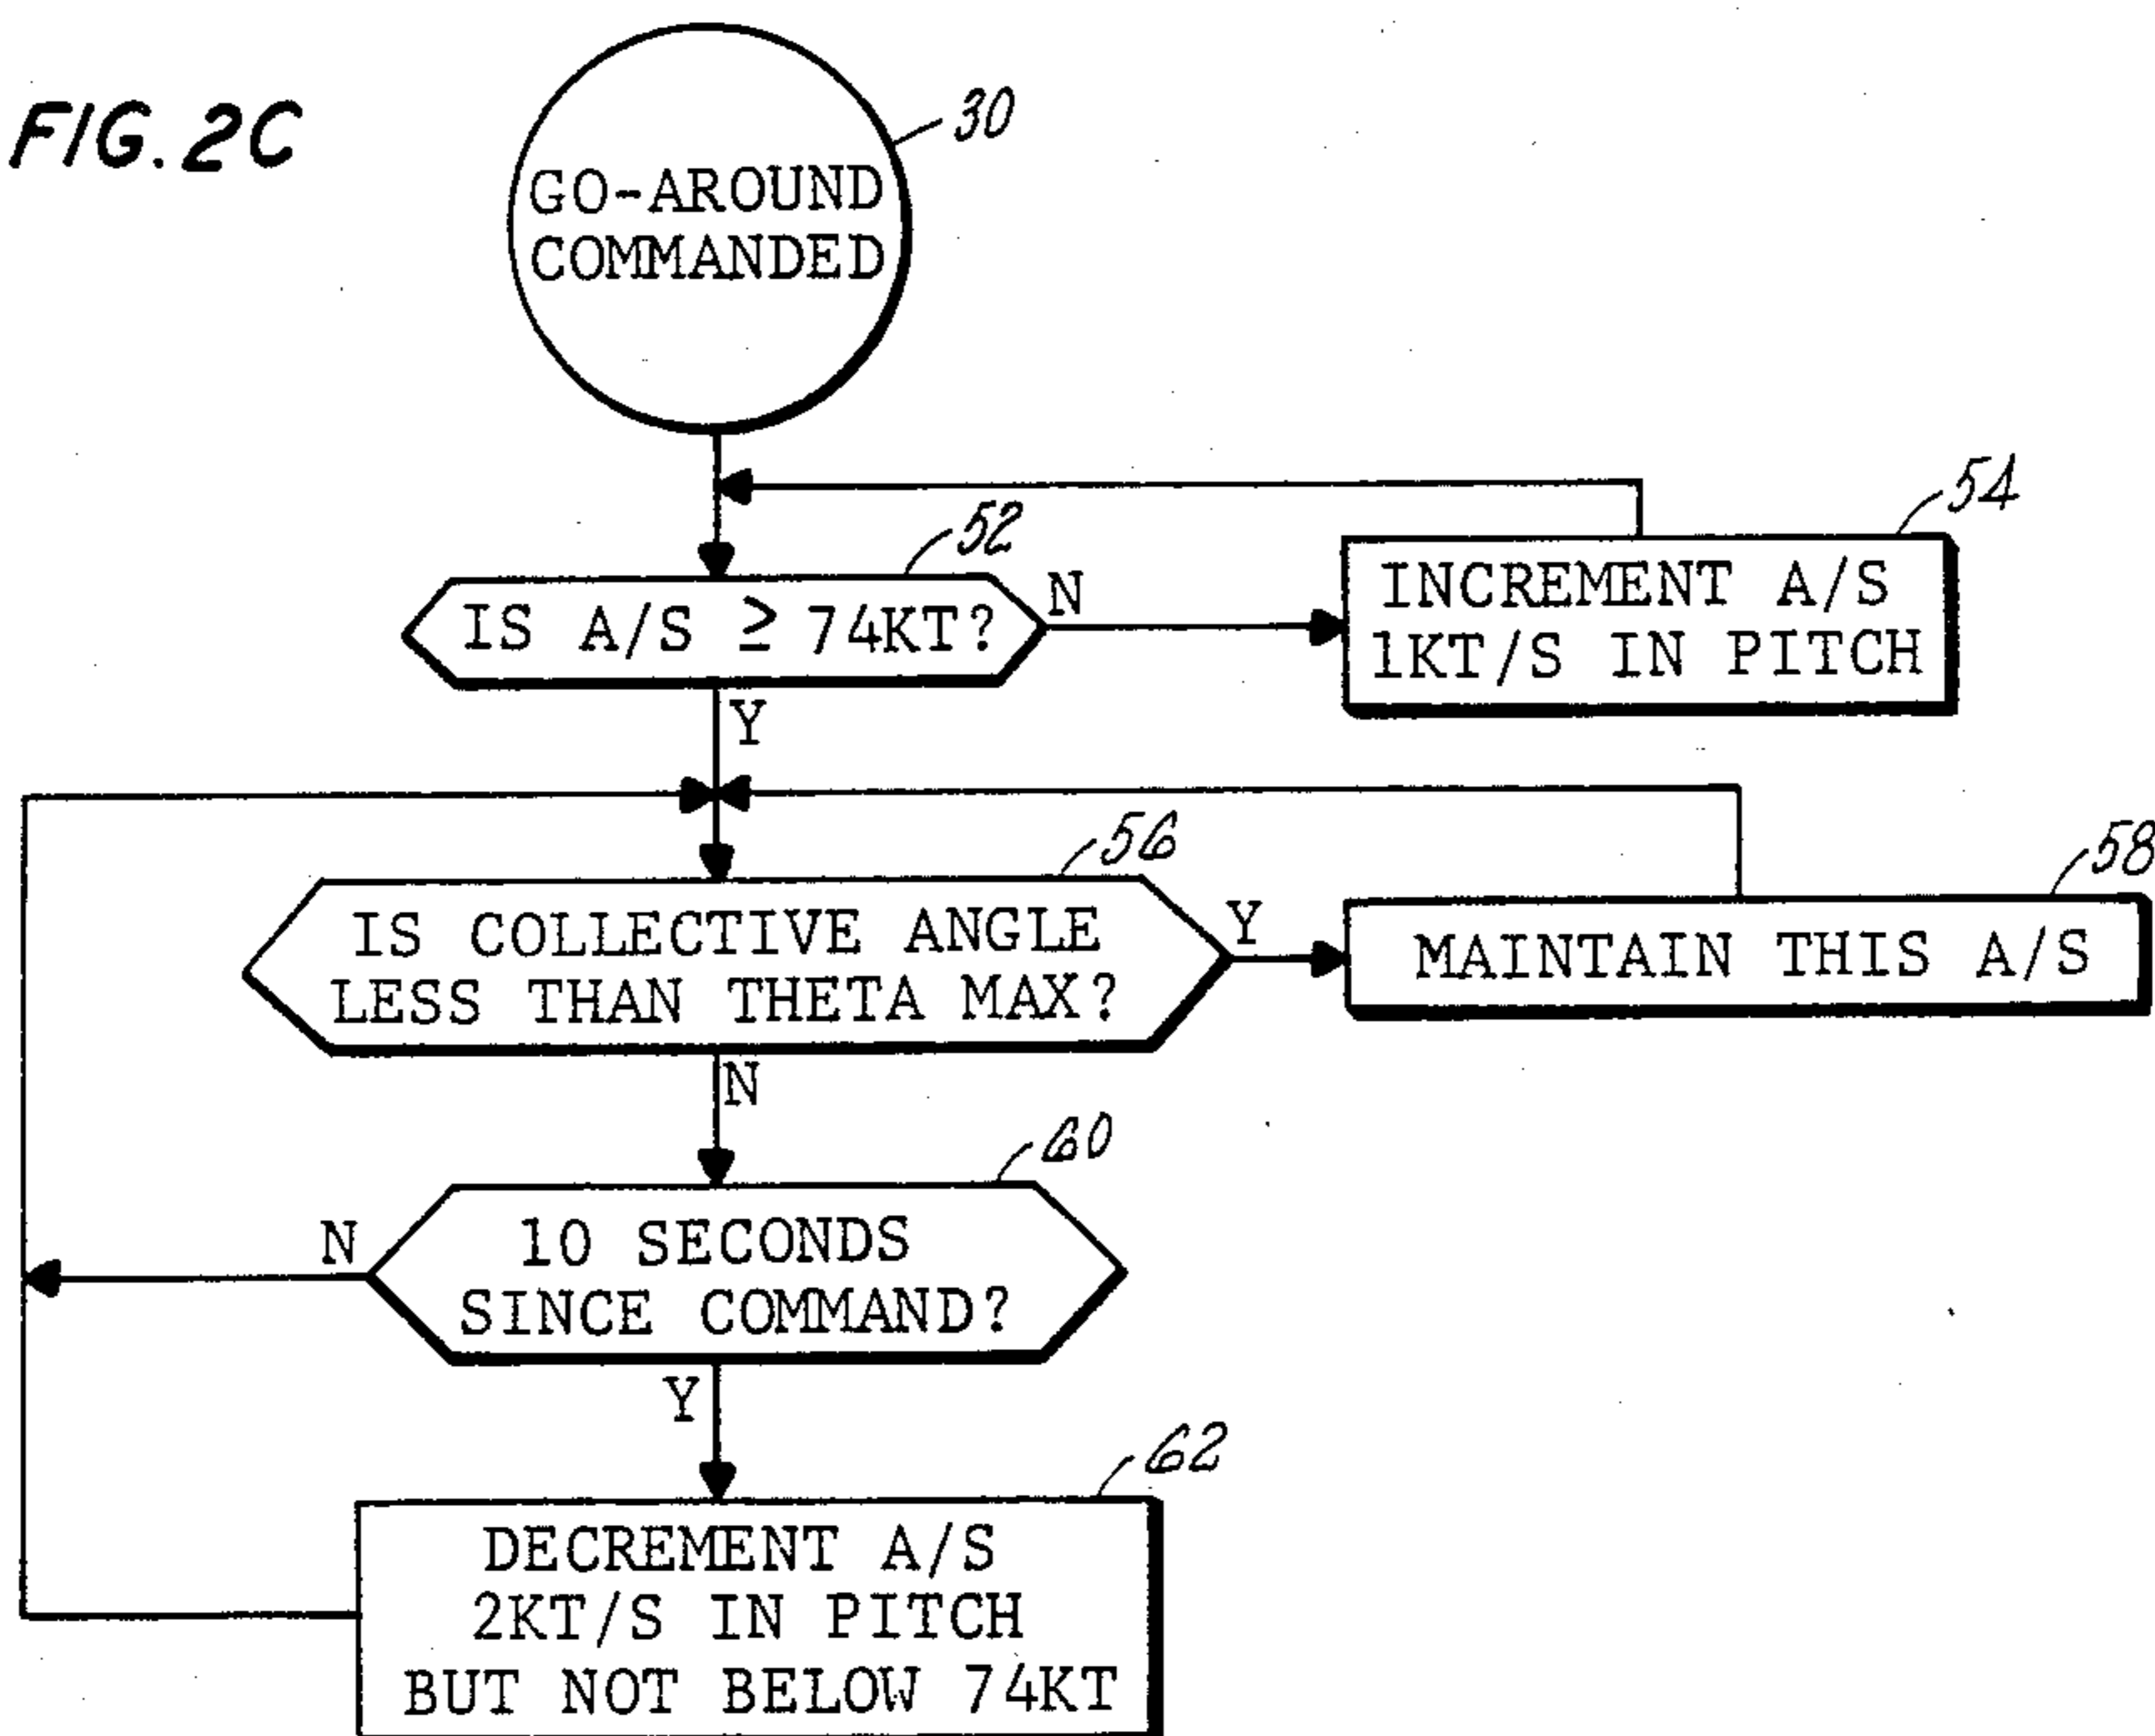 FIG. 2C
30
GO-AROUND
COMMANDED
52
54
IS A/S ≥ 74KT?
N
INCREMENT A/S
1KT/S IN PITCH
Y
56
58
IS COLLECTIVE ANGLE
LESS THAN THETA MAX?
Y
MAINTAIN THIS A/S
N
60
N
10 SECONDS
SINCE COMMAND?
Y
62
DECREMENT A/S
2KT/S IN PITCH
BUT NOT BELOW 74KT